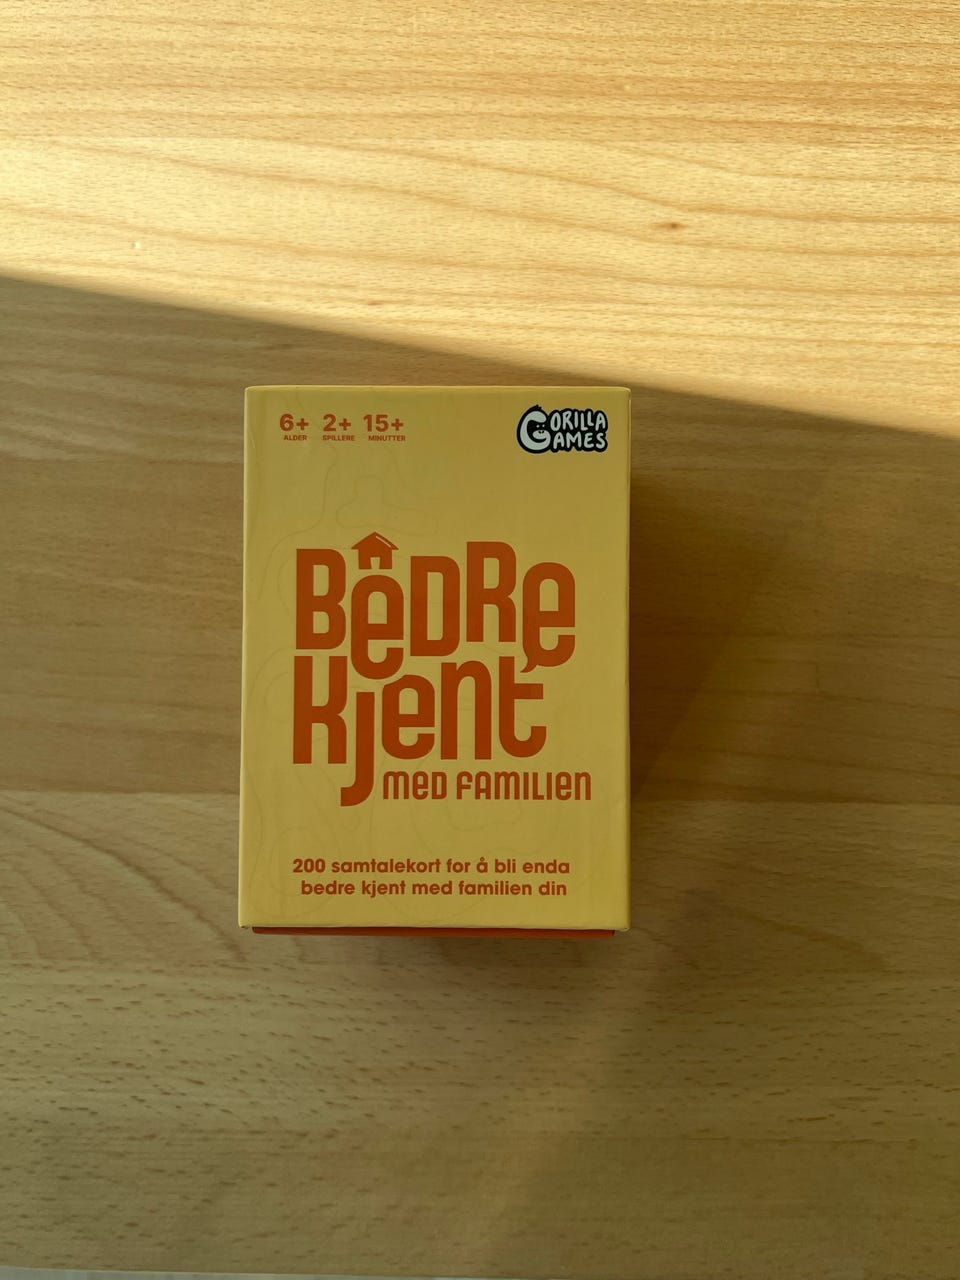 6+ 2+ 15+
ALDER SPILLERE MINUTTER
GORILLA
GAMES
BEDRE
KJENT
MED FAMILIEN
200 samtalekort for å bli enda
bedre kjent med familien din